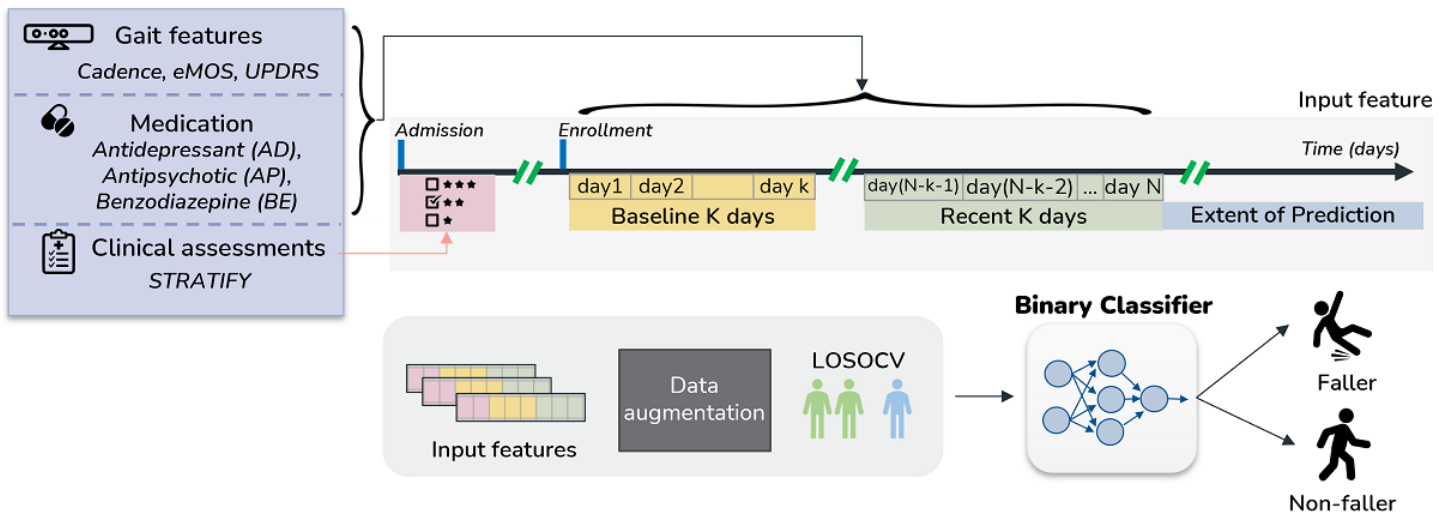 Gait features
Cadence, eMOS, UPDRS
Medication
Antidepressant (AD),
Antipsychotic (AP),
Benzodiazepine (BE)
Clinical assessments
STRATIFY
Input feature
Admission
Enrollment
Time (days)
day1 day2 day k
day(N-k-1) day(N-k-2) ... day N
Baseline K days
Recent K days
Extent of Prediction
Binary Classifier
LOSOCV
Data
augmentation
Input features
Faller
Non-faller